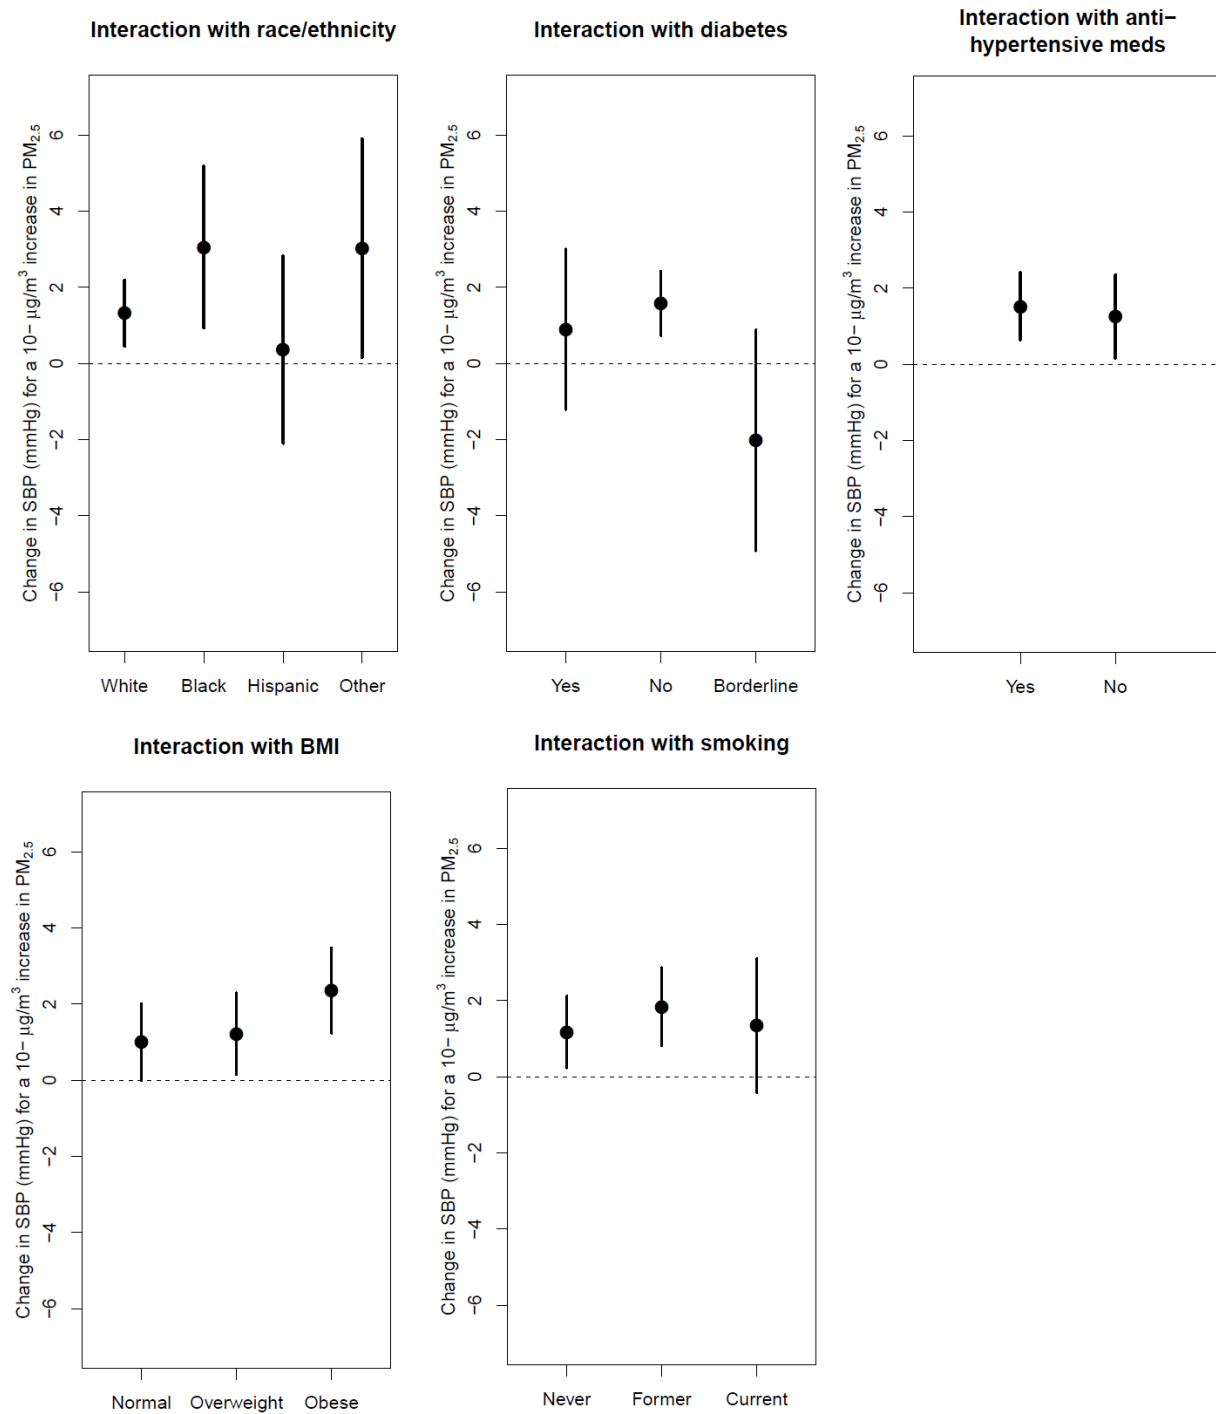 Interaction with race/ethnicity
Change in SBP (mmHg) for a 10− µg/m³ increase in PM₂.₅
6
4
2
0
−2
−4
−6
White Black Hispanic Other
Interaction with diabetes
Change in SBP (mmHg) for a 10− µg/m³ increase in PM₂.₅
6
4
2
0
−2
−4
−6
Yes No Borderline
Interaction with anti−
hypertensive meds
Change in SBP (mmHg) for a 10− µg/m³ increase in PM₂.₅
6
4
2
0
−2
−4
−6
Yes No
Interaction with BMI
Change in SBP (mmHg) for a 10− µg/m³ increase in PM₂.₅
6
4
2
0
−2
−4
−6
Normal Overweight Obese
Interaction with smoking
Change in SBP (mmHg) for a 10− µg/m³ increase in PM₂.₅
6
4
2
0
−2
−4
−6
Never Former Current